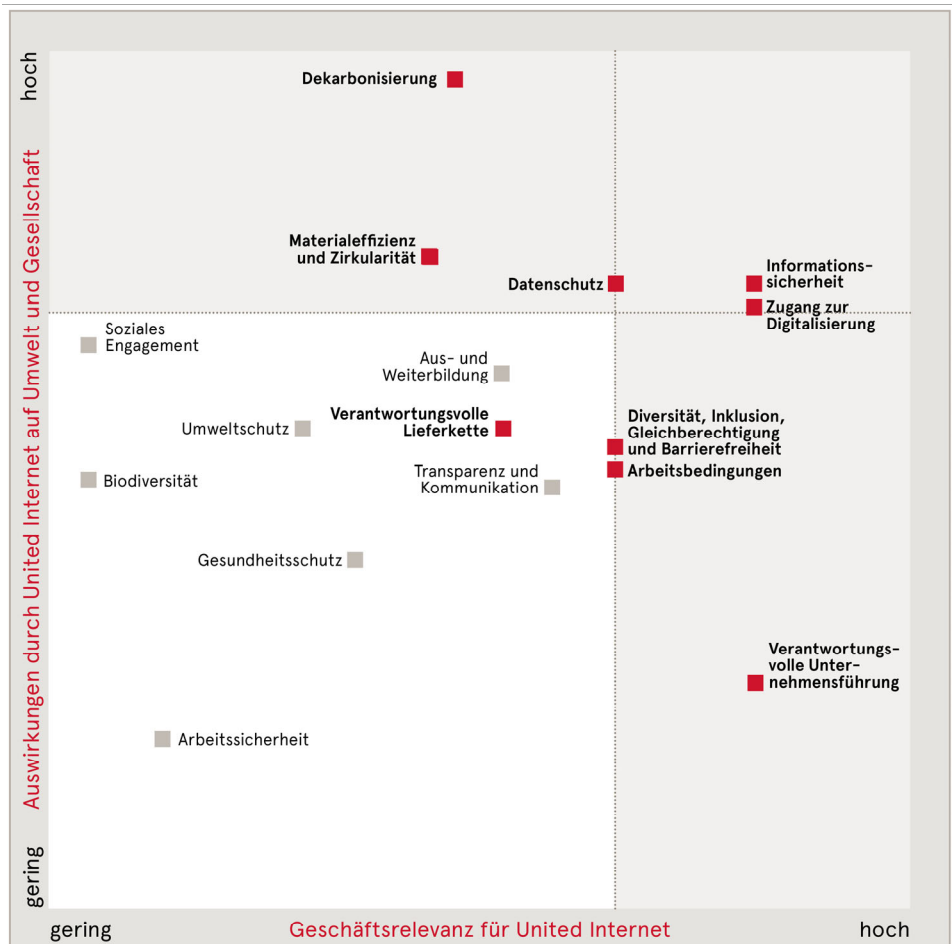 hoch
Auswirkungen durch United Internet auf Umwelt und Gesellschaft
gering
Dekarbonisierung
Materialeffizienz
und Zirkularität
Datenschutz
Informations-
sicherheit
Zugang zur
Digitalisierung
Soziales
Engagement
Aus- und
Weiterbildung
Umweltschutz
Verantwortungsvolle
Lieferkette
Diversität, Inklusion,
Gleichberechtigung
und Barrierefreiheit
Arbeitsbedingungen
Biodiversität
Transparenz und
Kommunikation
Gesundheitsschutz
Verantwortungs-
volle Unter-
nehmensführung
Arbeitssicherheit
gering
Geschäftsrelevanz für United Internet
hoch